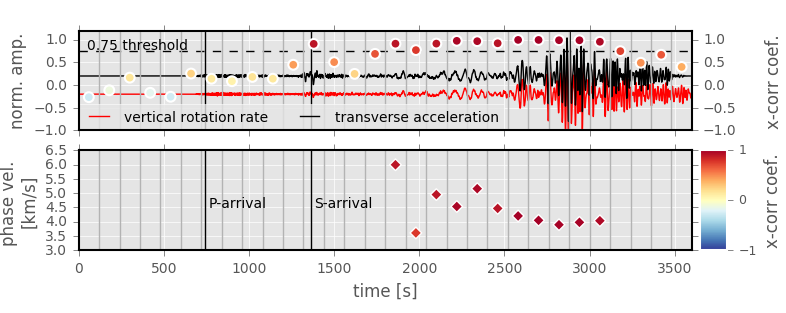 norm. amp.
1.0
0.5
0.0
−0.5
−1.0
0.75 threshold
vertical rotation rate
transverse acceleration
1.0
0.5
0.0
−0.5
−1.0
x-corr coef.
phase vel.
[km/s]
6.5
6.0
5.5
5.0
4.5
4.0
3.5
3.0
P-arrival
S-arrival
0
500
1000
1500
2000
2500
3000
3500
time [s]
1
0
−1
x-corr coef.